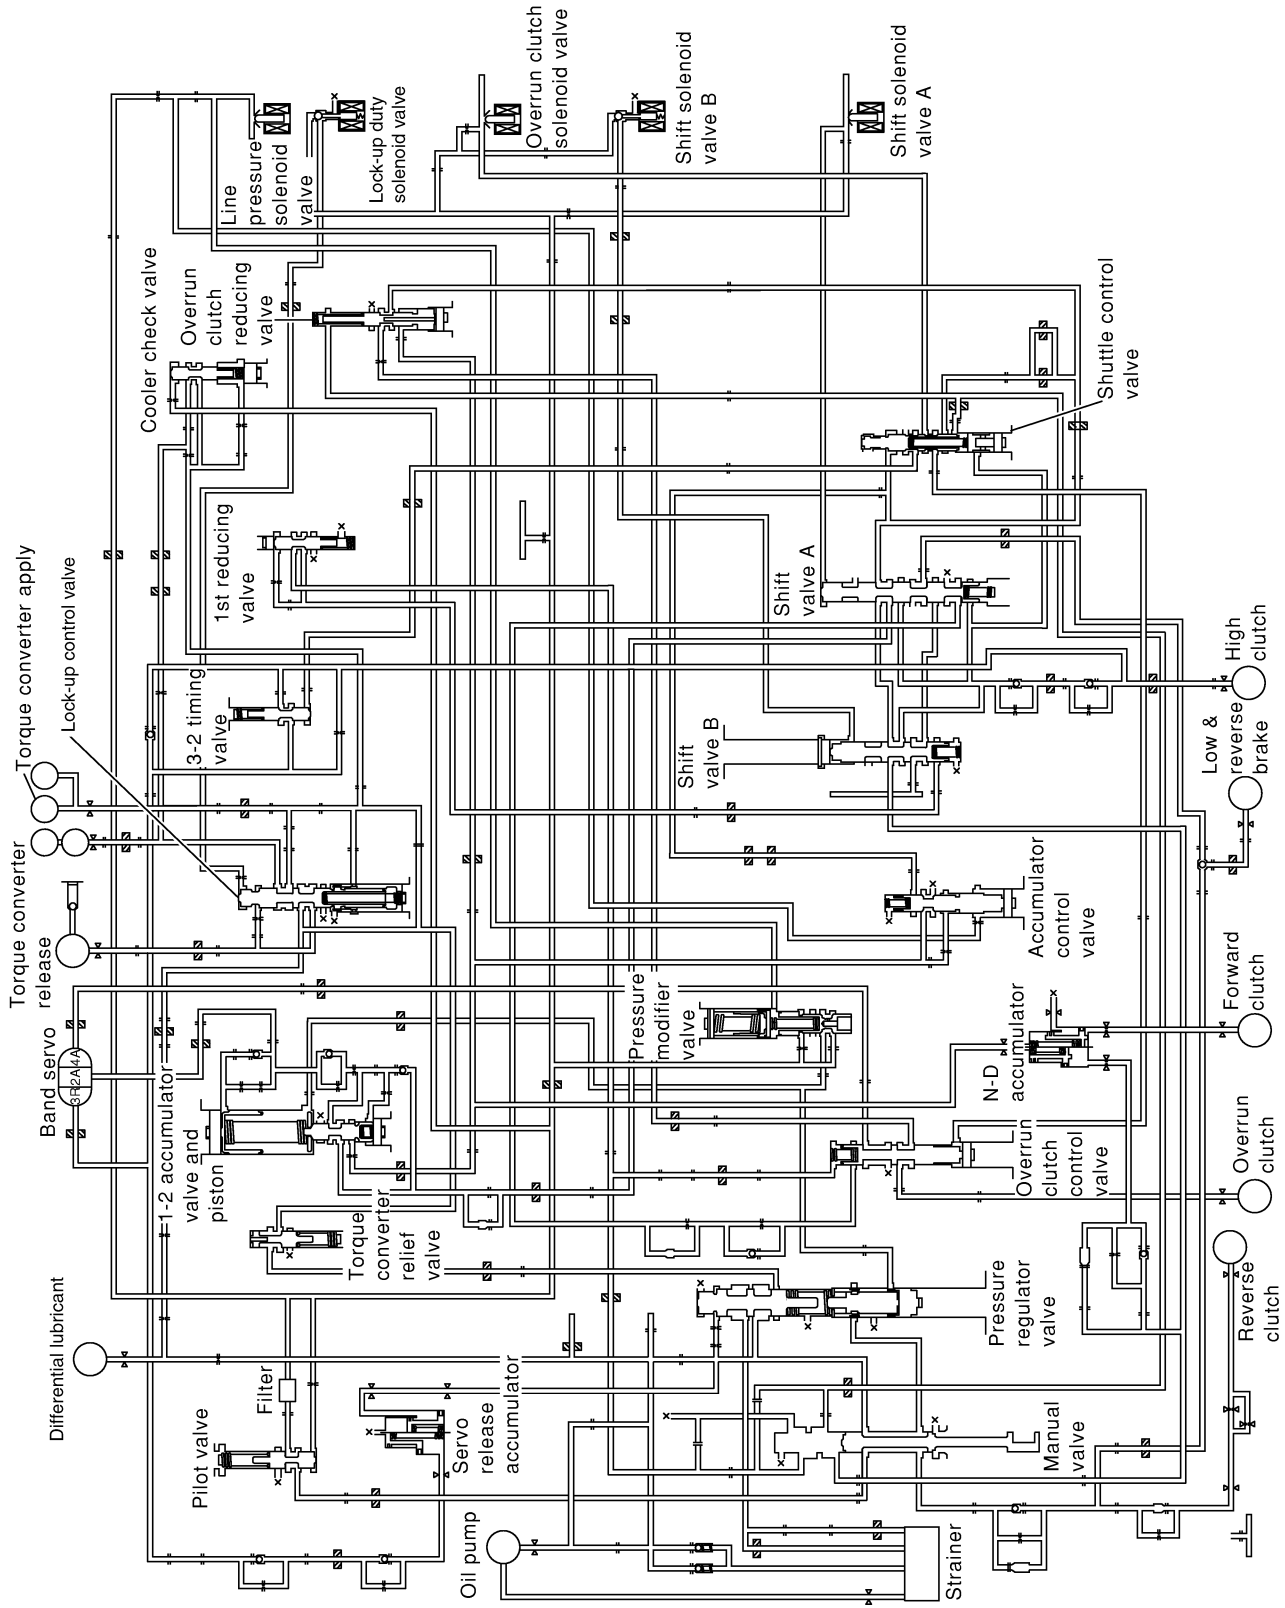 Differential lubricant
Pilot valve
Filter
Oil pump
Strainer
Servo
release
accumulator
Manual
valve
Reverse
clutch
Pressure
regulator
valve
Torque
converter
relief
valve
1-2 accumulator
valve and
piston
Band servo
3R2A4A
Overrun
clutch
Overrun
clutch
control
valve
N-D
accumulator
Forward
clutch
Pressure
modifier
valve
Torque converter
release
Accumulator
control
valve
Torque converter apply
Lock-up control valve
3-2 timing
valve
Shift
valve B
Low &
reverse
brake
High
clutch
1st reducing
valve
Shift
valve A
Cooler check valve
Overrun
clutch
reducing
valve
Shuttle control
valve
Line
pressure
solenoid
valve
Lock-up duty
solenoid valve
Overrun clutch
solenoid valve
Shift solenoid
valve B
Shift solenoid
valve A